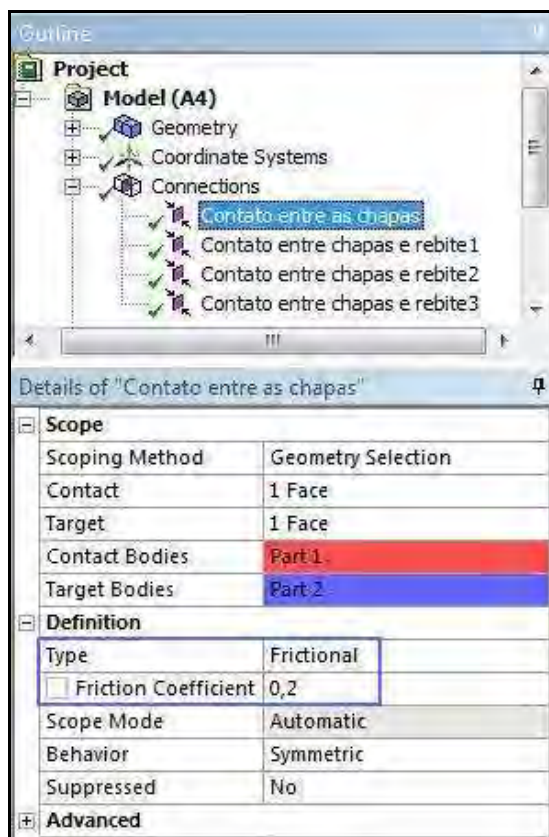 Outline
Project
Model (A4)
Geometry
Coordinate Systems
Connections
Contato entre as chapas
Contato entre chapas e rebite1
Contato entre chapas e rebite2
Contato entre chapas e rebite3
Details of "Contato entre as chapas"
Scope
Scoping Method Geometry Selection
Contact 1 Face
Target 1 Face
Contact Bodies Part 1
Target Bodies Part 2
Definition
Type Frictional
Friction Coefficient 0,2
Scope Mode Automatic
Behavior Symmetric
Suppressed No
Advanced